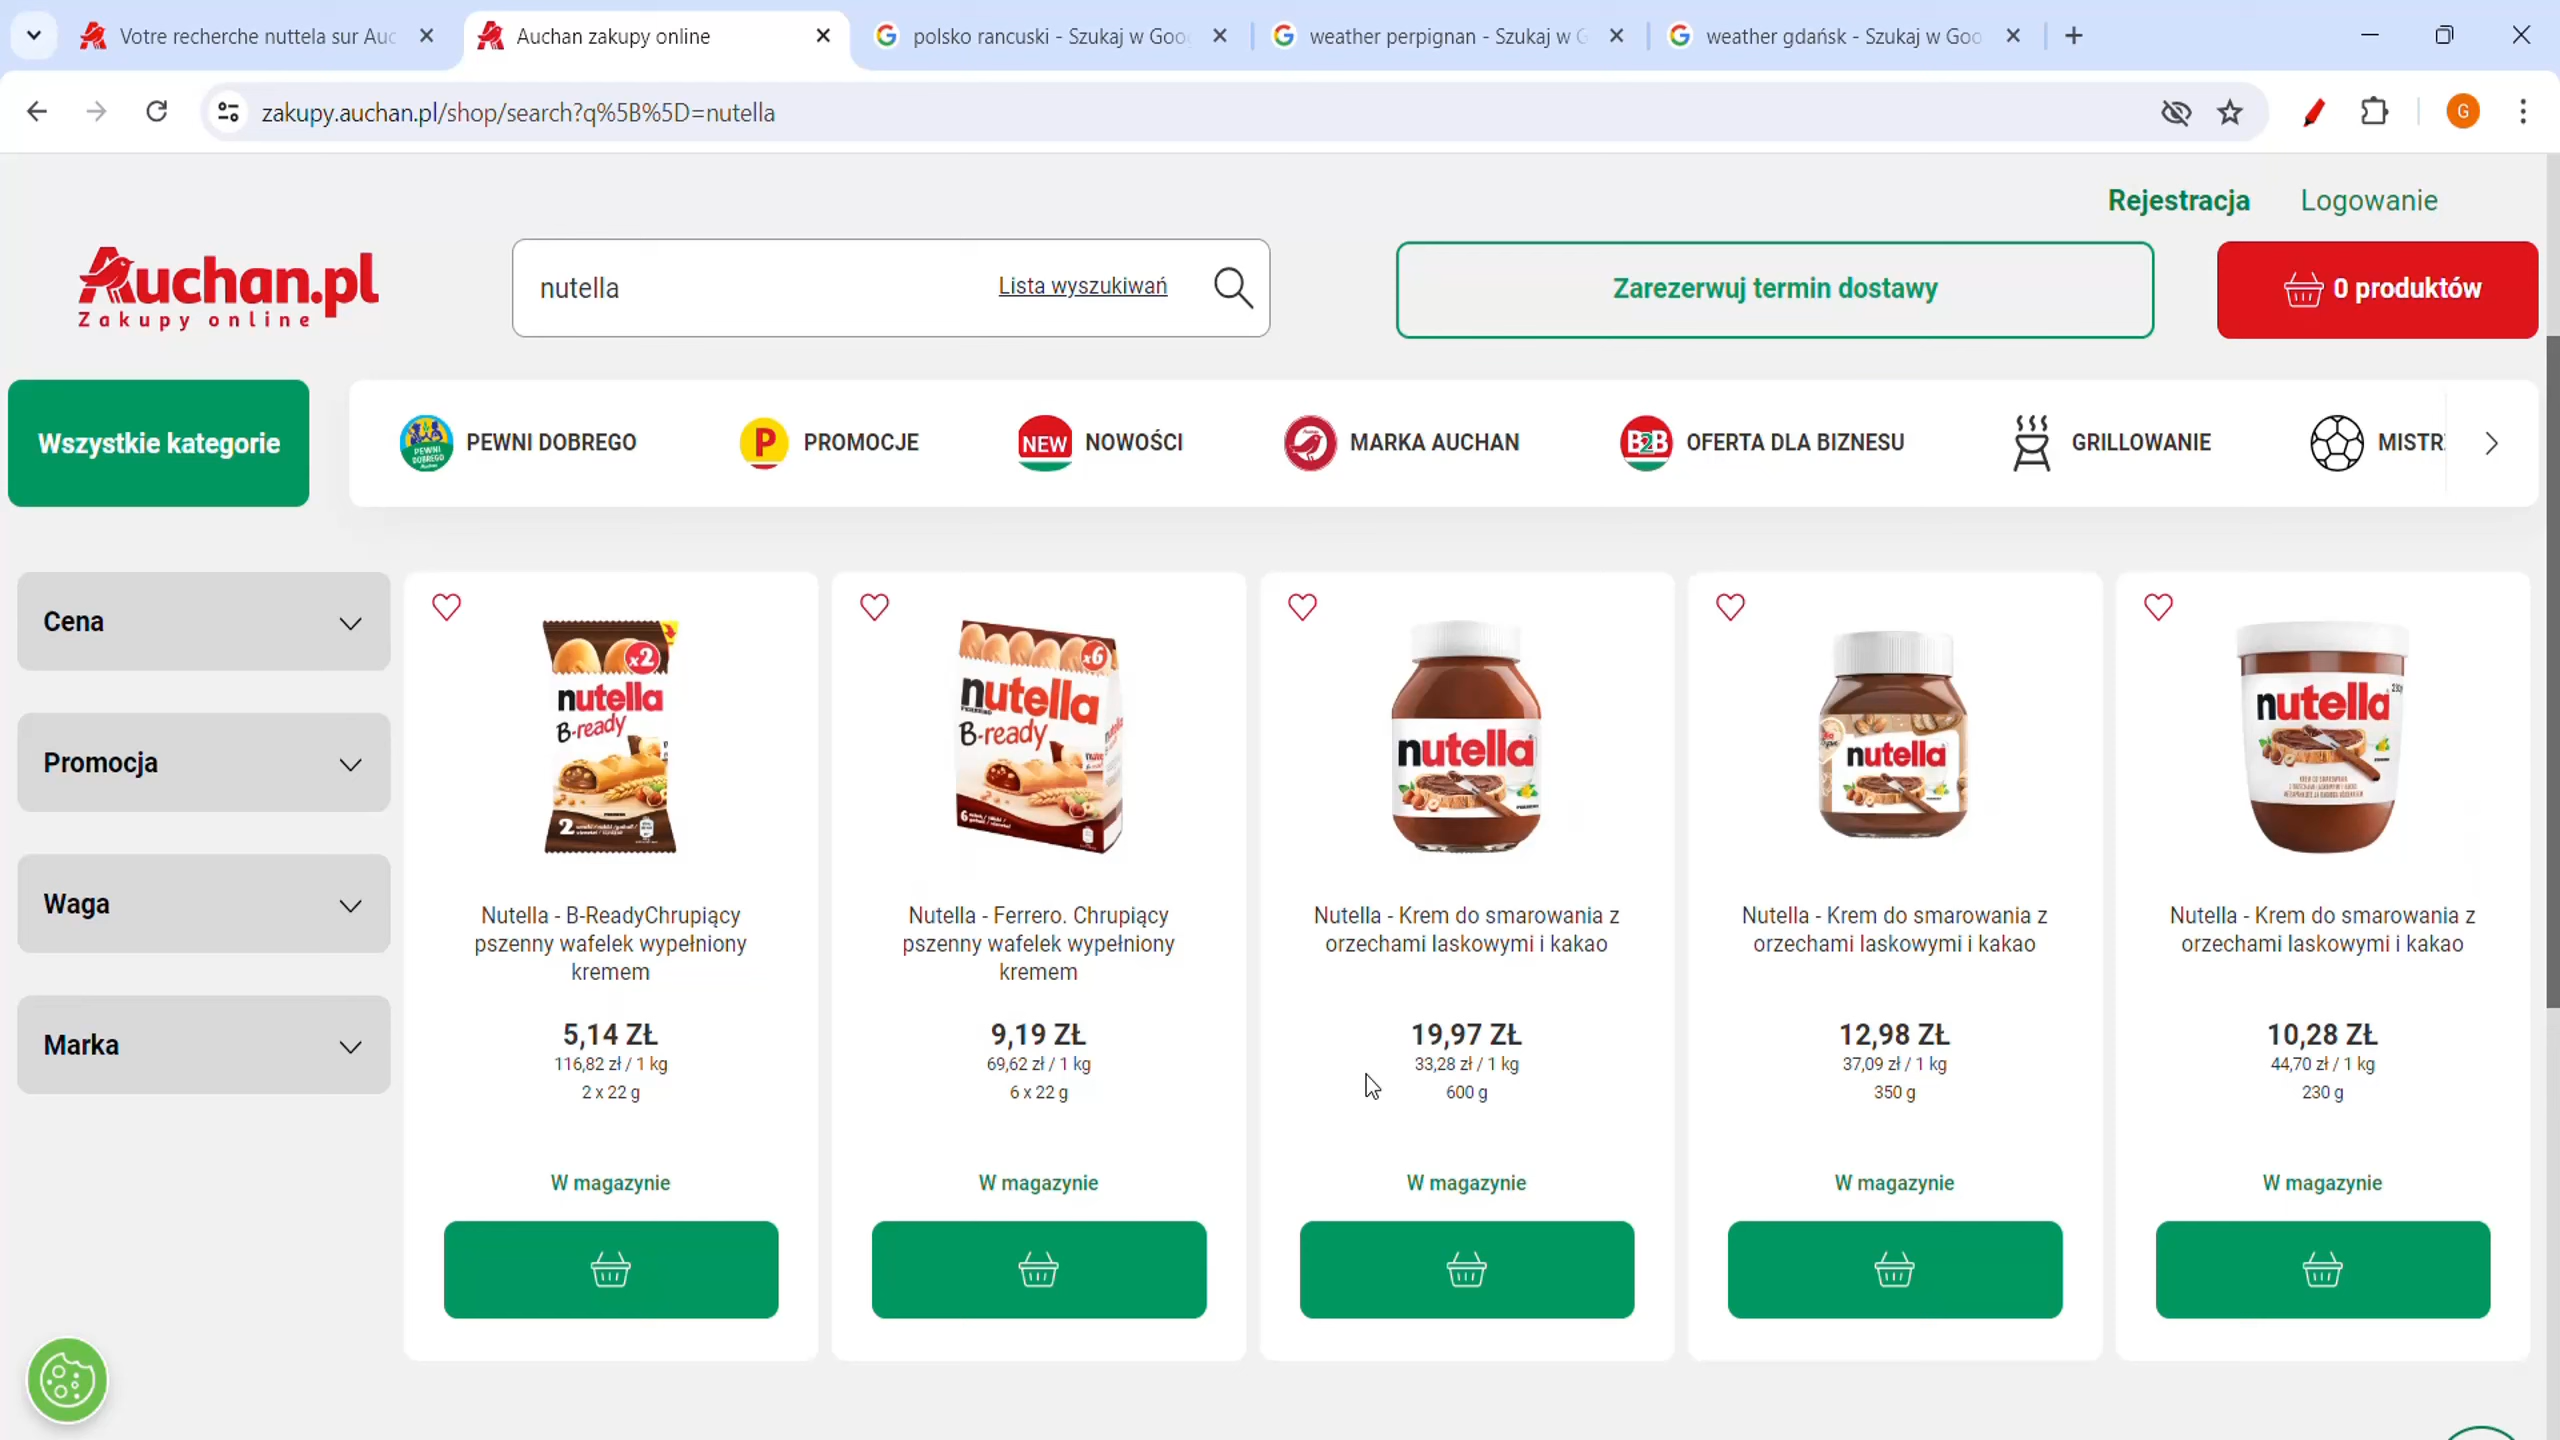 Votre recherche nuttela sur Auc
Auchan zakupy online
polsko rancuski - Szukaj w Goo
weather perpignan - Szukaj w G
weather gdańsk - Szukaj w Goo
zakupy.auchan.pl/shop/search?q%5B%5D=nutella
G
Rejestracja
Logowanie
Auchan.pl
Zakupy online
nutella
Lista wyszukiwań
Zarezerwuj termin dostawy
0 produktów
Wszystkie kategorie
PEWNI DOBREGO
PEWNI DOBREGO
P
PROMOCJE
NEW
NOWOŚCI
MARKA AUCHAN
B2B
OFERTA DLA BIZNESU
GRILLOWANIE
MISTR
Cena
Promocja
Waga
Marka
x2
nutella
B-ready
2
Nutella - B-ReadyChrupiący
pszenny wafelek wypełniony
kremem
5,14 ZŁ
116,82 zł / 1 kg
2 x 22 g
W magazynie
x6
nutella
FERRERO
B-ready
6
Nutella - Ferrero. Chrupiący
pszenny wafelek wypełniony
kremem
9,19 ZŁ
69,62 zł / 1 kg
6 x 22 g
W magazynie
nutella
Nutella - Krem do smarowania z
orzechami laskowymi i kakao
19,97 ZŁ
33,28 zł / 1 kg
600 g
W magazynie
nutella
Nutella - Krem do smarowania z
orzechami laskowymi i kakao
12,98 ZŁ
37,09 zł / 1 kg
350 g
W magazynie
nutella
Nutella - Krem do smarowania z
orzechami laskowymi i kakao
10,28 ZŁ
44,70 zł / 1 kg
230 g
W magazynie